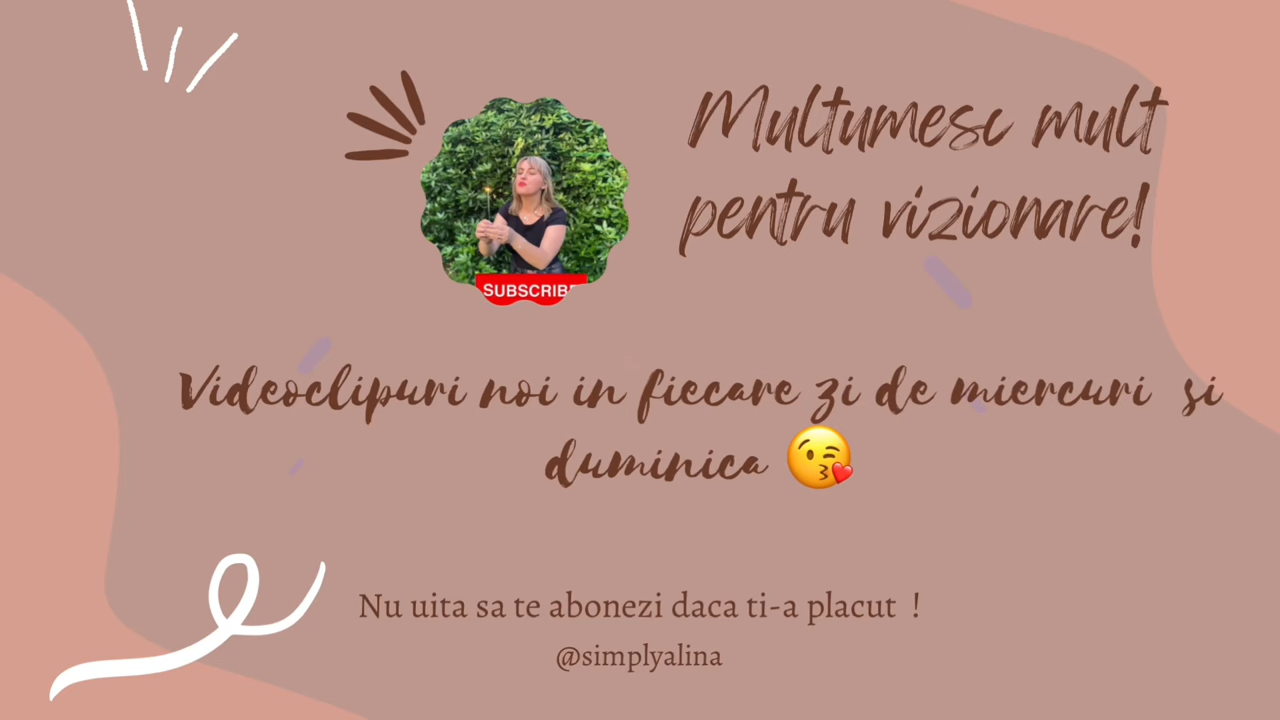 Multumesc mult
pentru vizionare!
SUBSCRIBE
Videoclipuri noi in fiecare zi de miercuri si
duminica 😘
Nu uita sa te abonezi daca ti-a placut !
@simplyalina